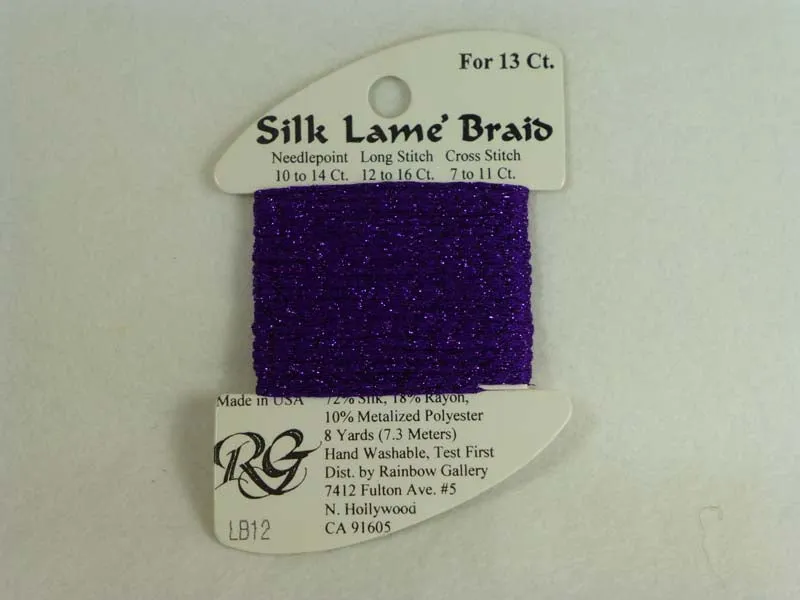 For 13 Ct.
Silk Lame' Braid
Needlepoint Long Stitch Cross Stitch
10 to 14 Ct. 12 to 16 Ct. 7 to 11 Ct.
Made in USA
72% Silk, 18% Rayon,
10% Metalized Polyester
8 Yards (7.3 Meters)
Hand Washable, Test First
Dist. by Rainbow Gallery
7412 Fulton Ave. #5
N. Hollywood
CA 91605
RG
LB12